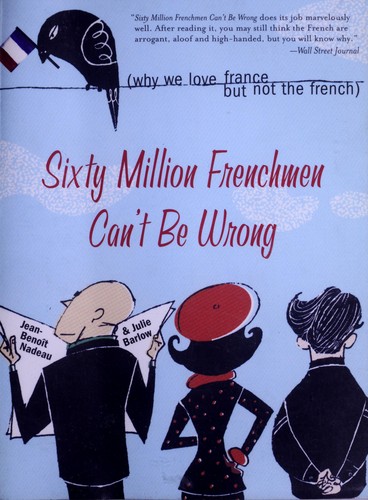 "Sixty Million Frenchmen Can't Be Wrong does its job marvelously
well. After reading it, you may still think the French are
arrogant, aloof and high-handed, but you will know why."
—Wall Street Journal
(why we love france
but not the french)
Sixty Million Frenchmen
Can't Be Wrong
Jean-
Benoît
Nadeau
& Julie
Barlow